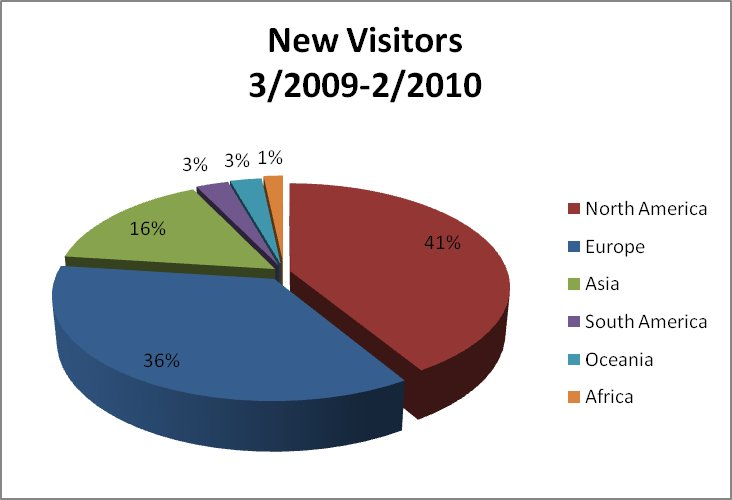 New Visitors
3/2009-2/2010
3%
3%
1%
16%
41%
36%
North America
Europe
Asia
South America
Oceania
Africa